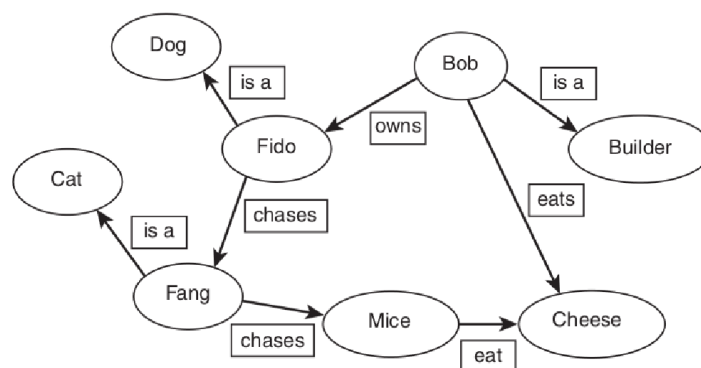 Dog
Bob
is a
is a
owns
Fido
Builder
Cat
chases
eats
is a
Fang
Mice
Cheese
chases
eat